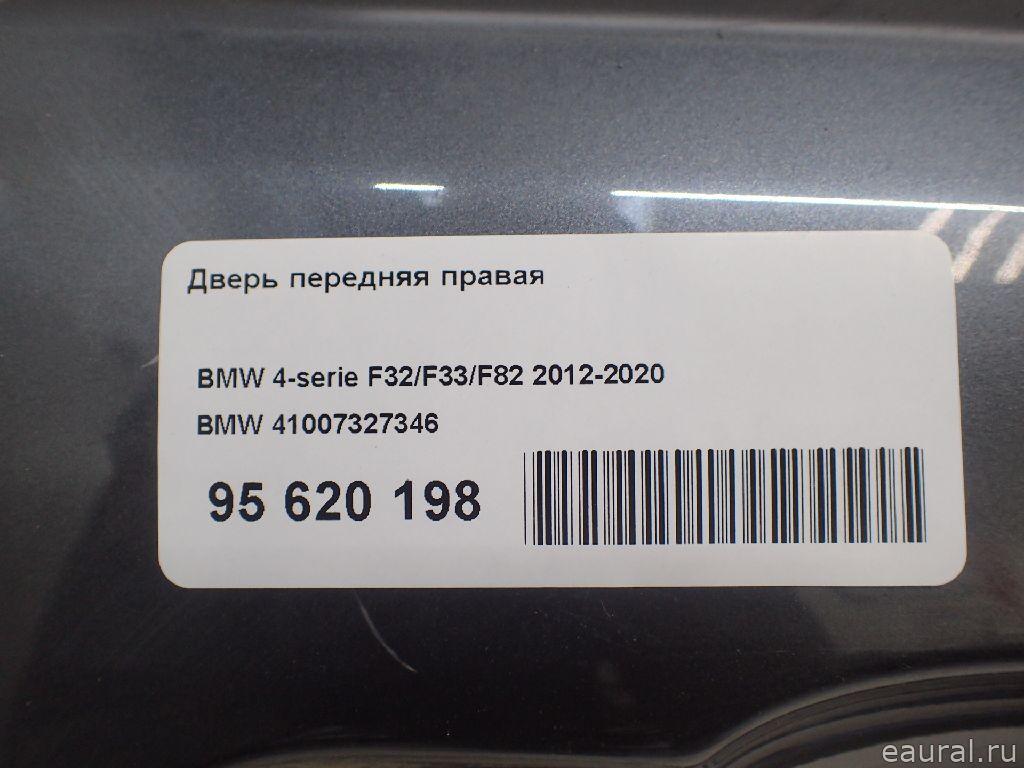 Дверь передняя правая
BMW 4-serie F32/F33/F82 2012-2020
BMW 41007327346
95 620 198
eaural.ru